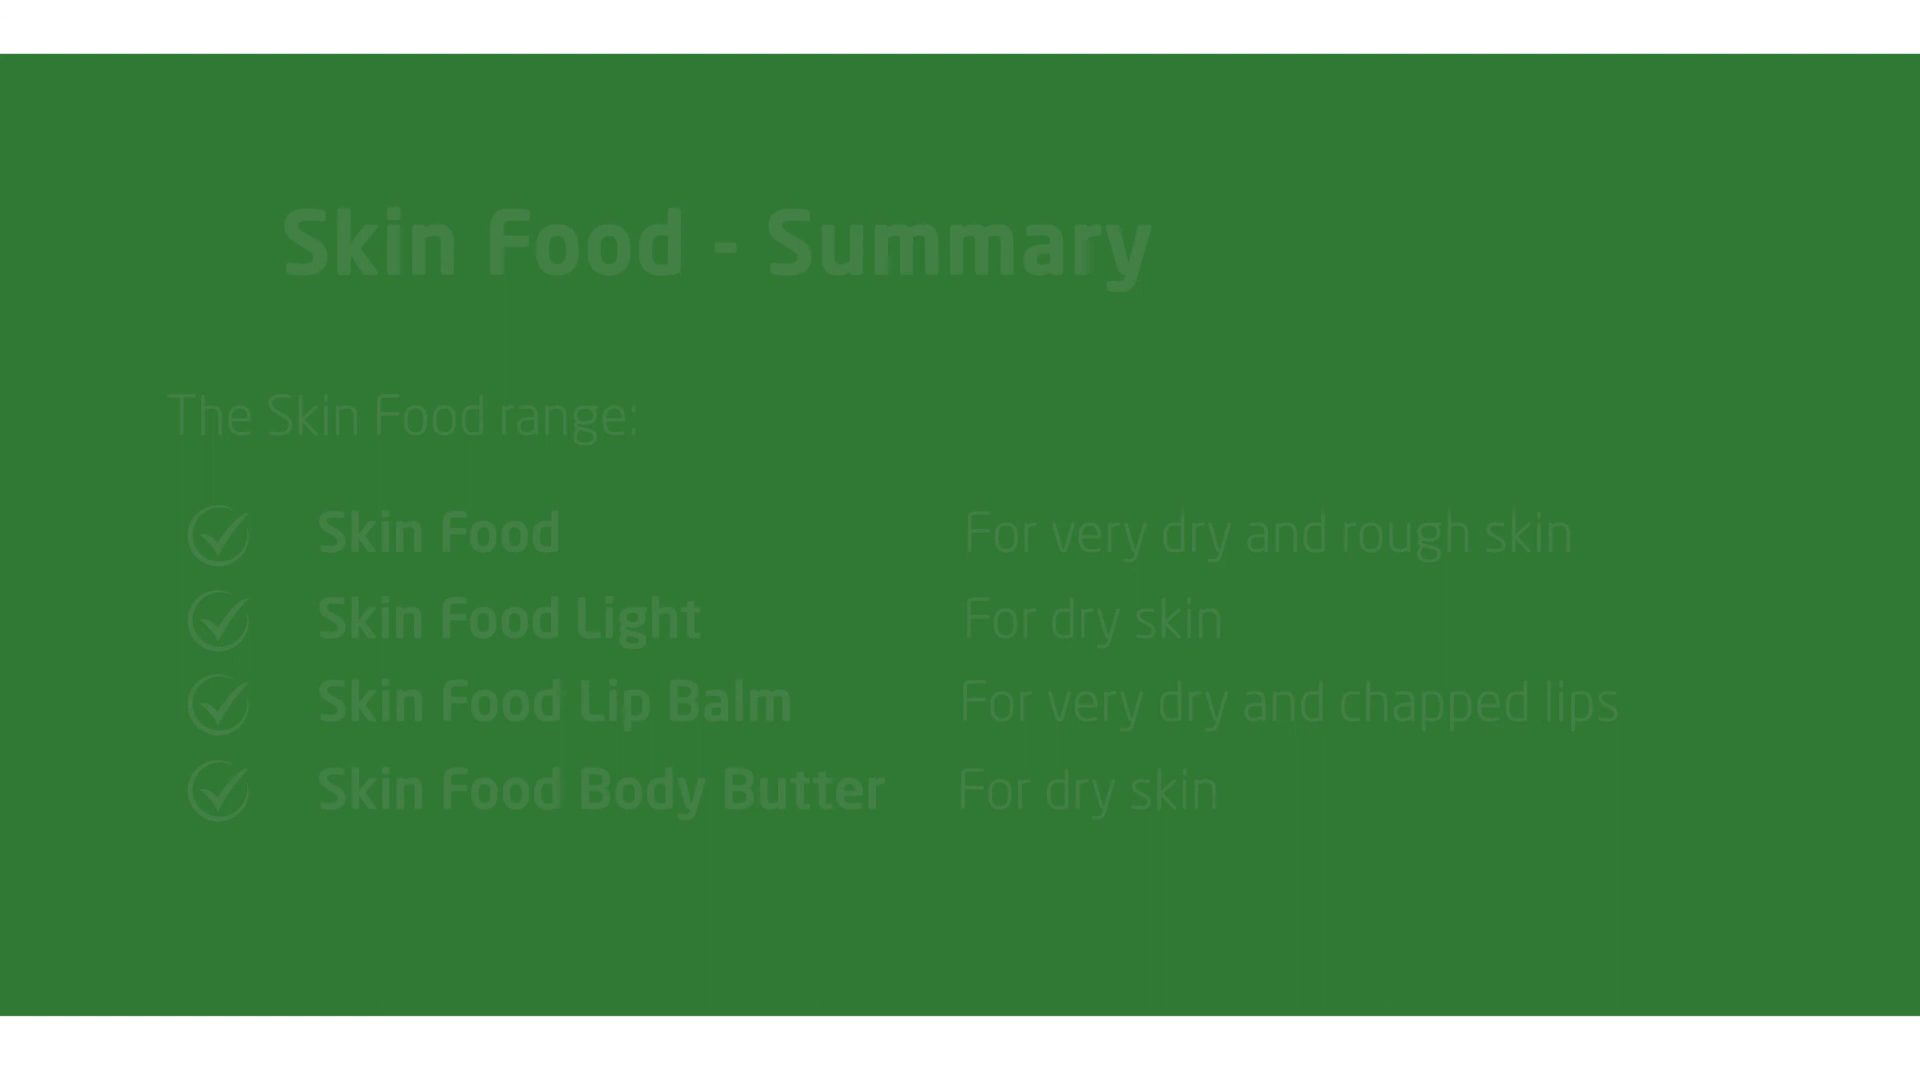 Skin Food - Summary
The Skin Food range:
Skin Food For very dry and rough skin
Skin Food Light For dry skin
Skin Food Lip Balm For very dry and chapped lips
Skin Food Body Butter For dry skin